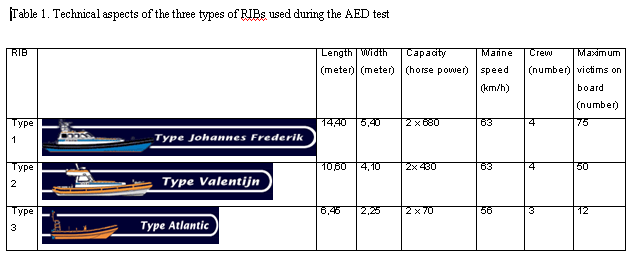 Table 1. Technical aspects of the three types of RIBs used during the AED test
RIB Length (meter) Width (meter) Capacity (horse power) Marine speed (km/h) Crew (number) Maximum victims on board (number)
Type 1 Type Johannes Frederik 14,40 5,40 2 x 680 63 4 75
Type 2 Type Valentijn 10,60 4,10 2x 430 63 4 50
Type 3 Type Atlantic 6,45 2,25 2 x 70 56 3 12